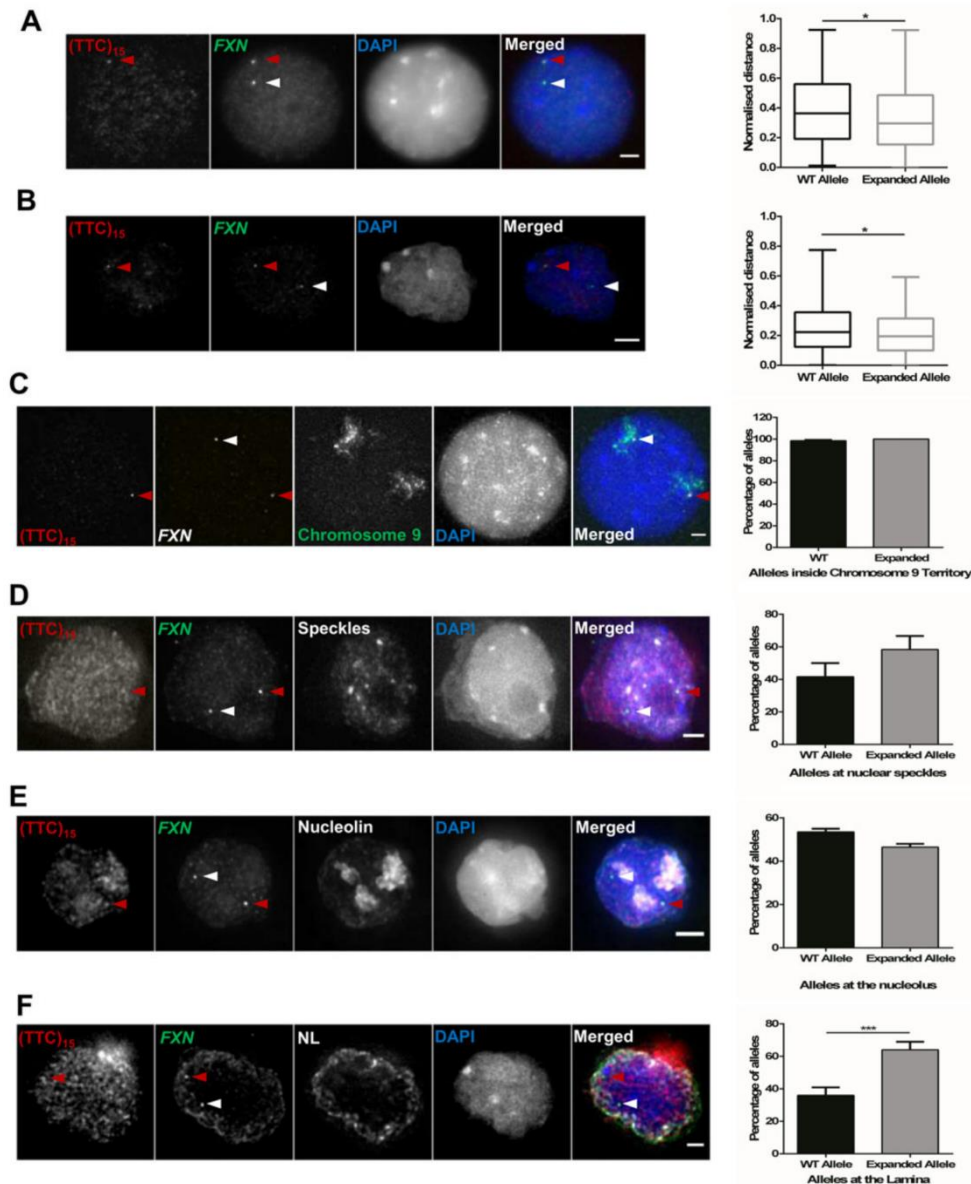 A
(TTC)15
FXN
DAPI
Merged
*
1.0
0.8
0.6
0.4
0.2
0.0
Normalised distance
WT Allele
Expanded Allele
B
(TTC)15
FXN
DAPI
Merged
*
1.0
0.8
0.6
0.4
0.2
0.0
Normalised distance
WT Allele
Expanded Allele
C
(TTC)15
FXN
Chromosome 9
DAPI
Merged
120
100
80
60
40
20
0
Percentage of alleles
WT
Expanded
Alleles inside Chromosome 9 Territory
D
FXN
Speckles
DAPI
Merged
80
60
40
20
0
Percentage of alleles
WT Allele
Expanded Allele
Alleles at nuclear speckles
E
(TTC)15
FXN
Nucleolin
DAPI
Merged
60
40
20
0
Percentage of alleles
WT Allele
Expanded Allele
Alleles at the nucleolus
F
(TTC)15
FXN
NL
DAPI
Merged
***
80
60
40
20
0
Percentage of alleles
WT Allele
Expanded Allele
Alleles at the Lamina